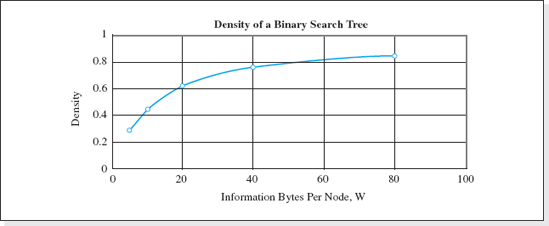 Density of a Binary Search Tree
1
0.8
0.6
0.4
0.2
0
Density
0 20 40 60 80 100
Information Bytes Per Node, W